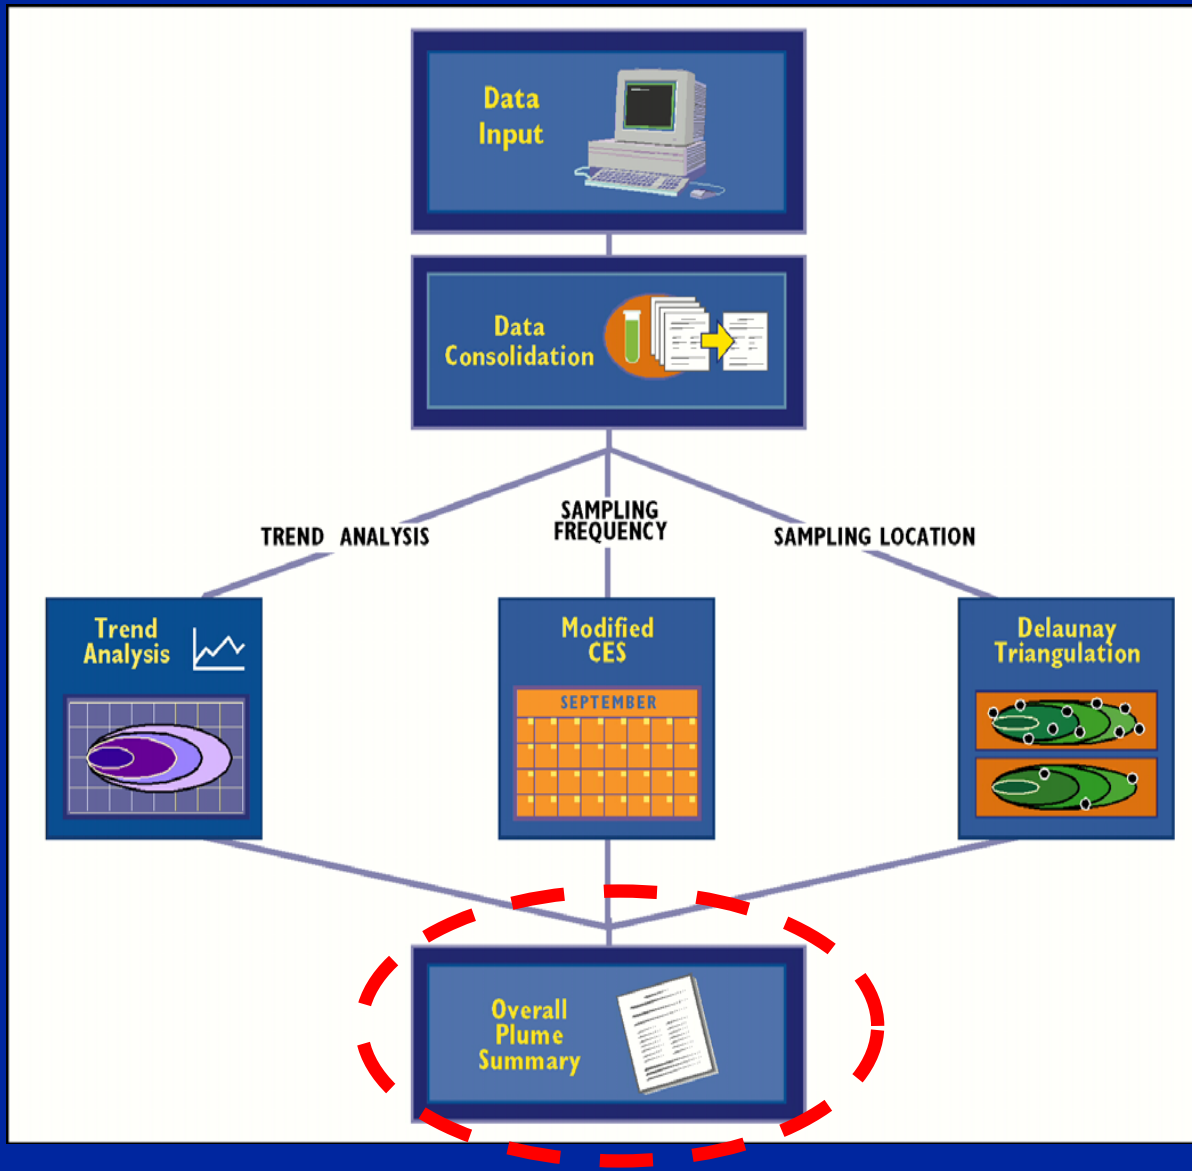 Data
Input
Data
Consolidation
TREND ANALYSIS
SAMPLING
FREQUENCY
SAMPLING LOCATION
Trend
Analysis
Modified
CES
SEPTEMBER
Delaunay
Triangulation
Overall
Plume
Summary